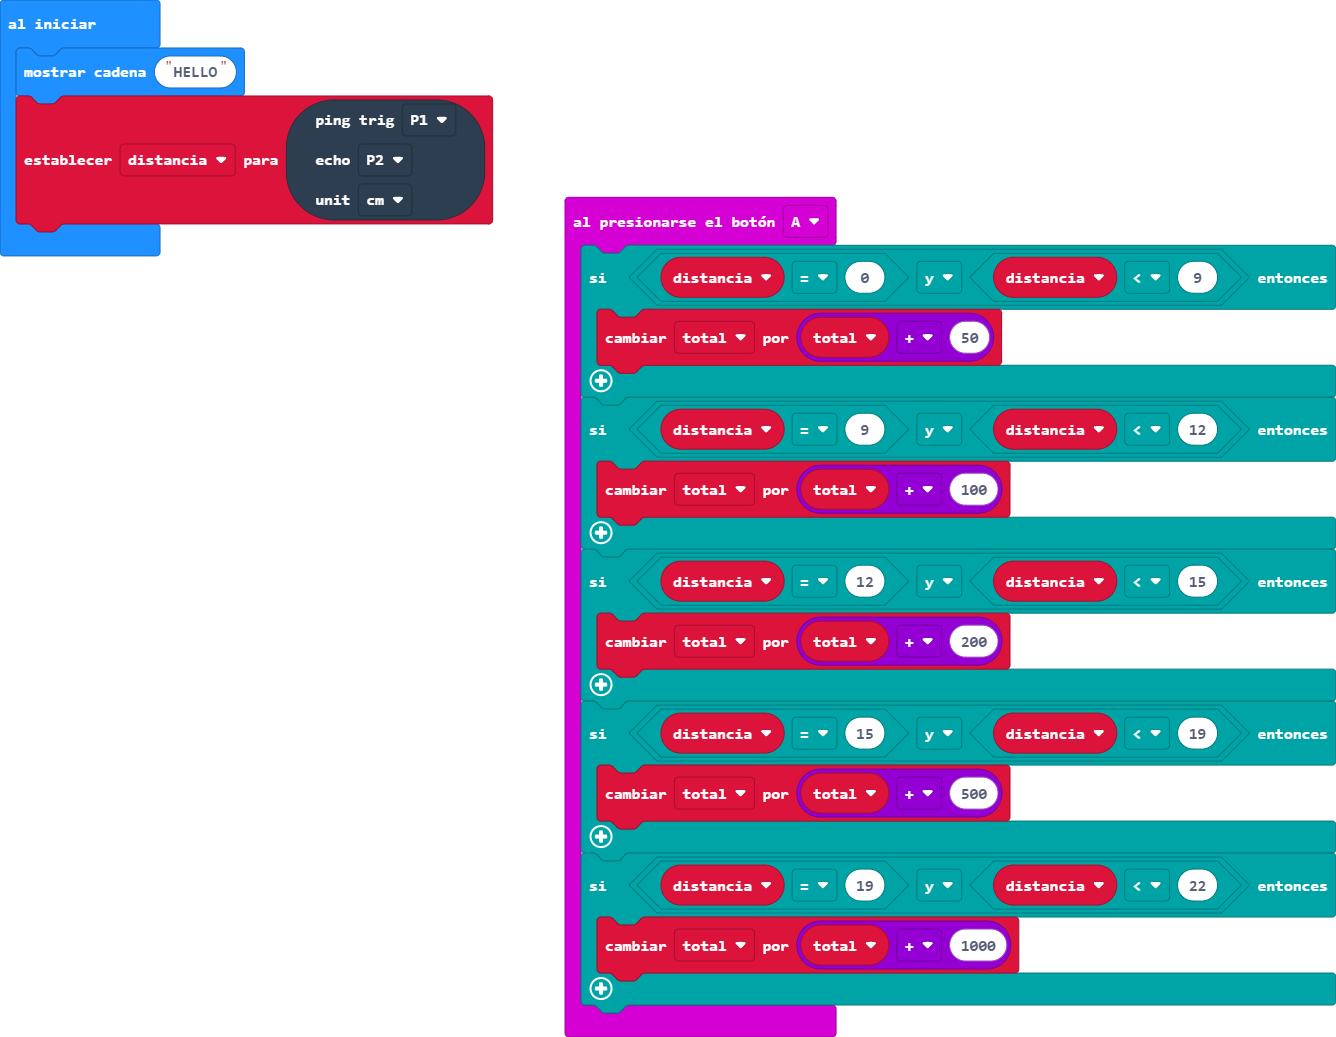 al iniciar
mostrar cadena "HELLO"
establecer distancia para ping trig P1
echo P2
unit cm
al presionarse el botón A
si distancia = 0 y distancia < 9 entonces
cambiar total por total + 50
si distancia = 9 y distancia < 12 entonces
cambiar total por total + 100
si distancia = 12 y distancia < 15 entonces
cambiar total por total + 200
si distancia = 15 y distancia < 19 entonces
cambiar total por total + 500
si distancia = 19 y distancia < 22 entonces
cambiar total por total + 1000